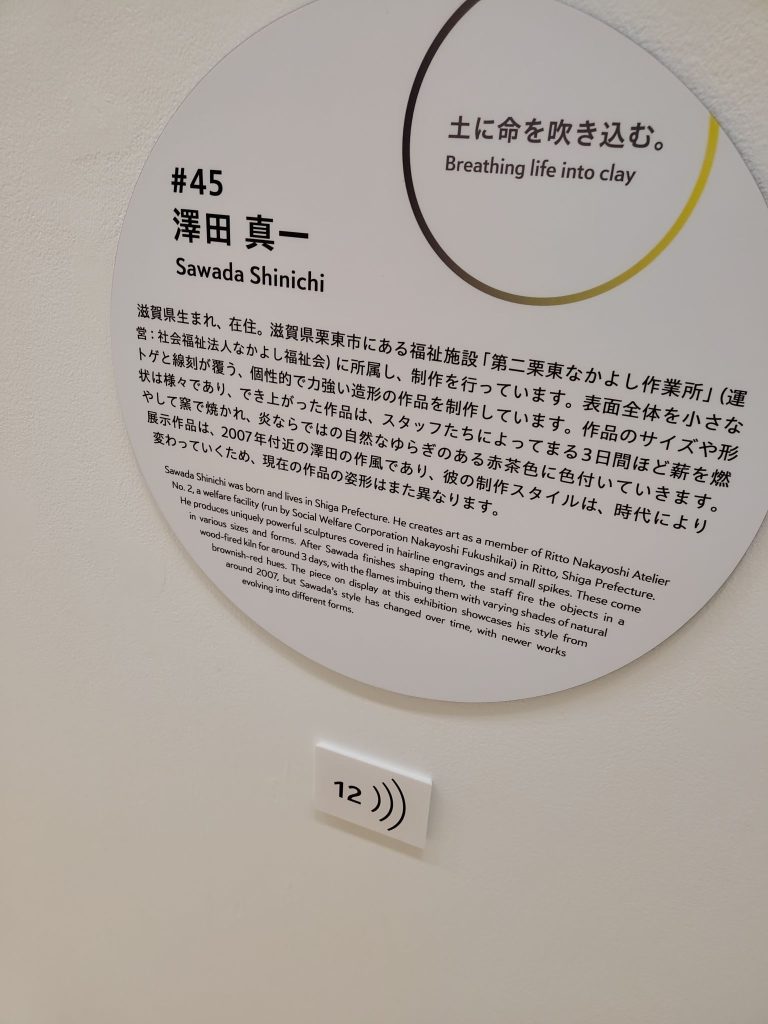 土に命を吹き込む。
Breathing life into clay
#45
澤田 真一
Sawada Shinichi
滋賀県生まれ、在住。滋賀県栗東市にある福祉施設「第二栗東なかよし作業所」(運
営:社会福祉法人なかよし福祉会)に所属し、制作を行っています。表面全体を小さな
トゲと線刻が覆う、個性的で力強い造形の作品を制作しています。作品のサイズや形
状は様々であり、でき上がった作品は、スタッフたちによってまる3日間ほど薪を燃
やして窯で焼かれ、炎ならではの自然なゆらぎのある赤茶色に色付いていきます。
展示作品は、2007年付近の澤田の作風であり、彼の制作スタイルは、時代により
変わっていくため、現在の作品の姿形はまた異なります。
Sawada Shinichi was born and lives in Shiga Prefecture. He creates art as a member of Ritto Nakayoshi Atelier
No. 2, a welfare facility (run by Social Welfare Corporation Nakayoshi Fukushikai) in Ritto, Shiga Prefecture.
He produces uniquely powerful sculptures covered in hairline engravings and small spikes. These come
in various sizes and forms. After Sawada finishes shaping them, the staff fire the objects in a
wood-fired kiln for around 3 days, with the flames imbuing them with varying shades of natural
brownish-red hues. The piece on display at this exhibition showcases his style from
around 2007, but Sawada's style has changed over time, with newer works
evolving into different forms.
12